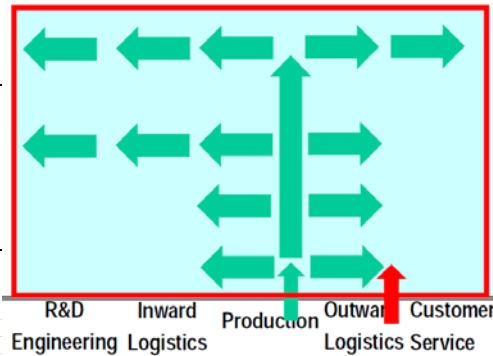 R&D
Engineering
Inward
Logistics
Production
Outwar
Logistics
Customer
Service